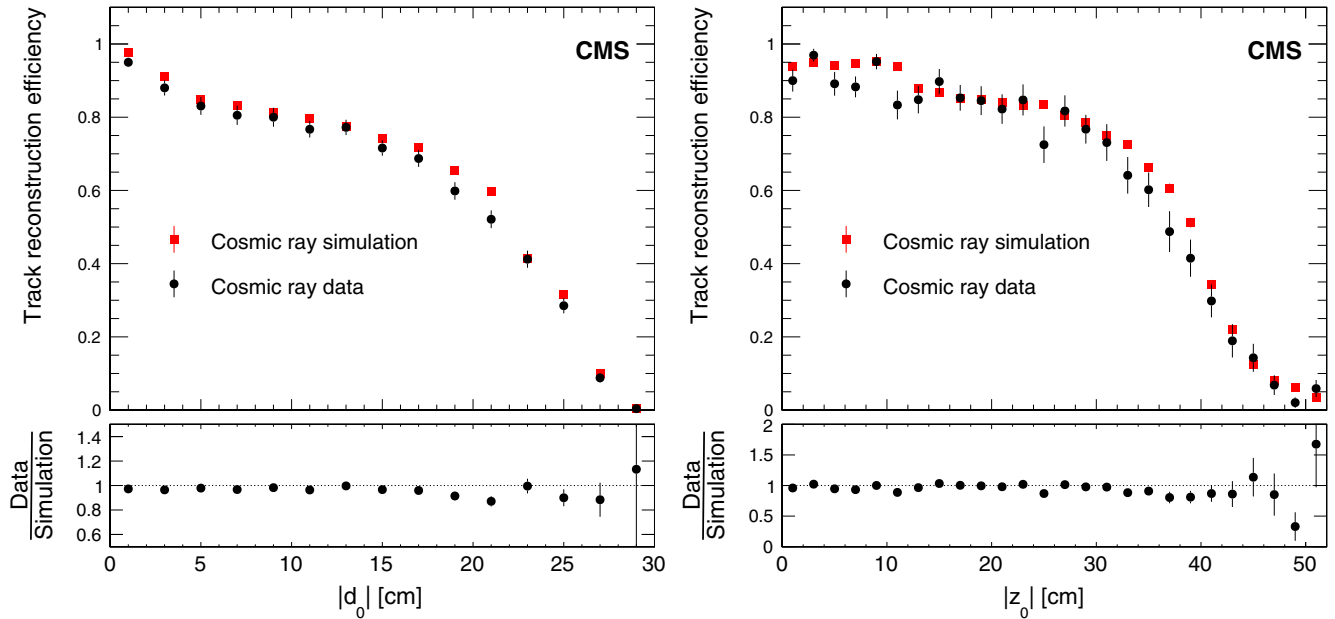 Track reconstruction efficiency
1
0.8
0.6
0.4
0.2
0
CMS
Cosmic ray simulation
Cosmic ray data
Data
Simulation
1.4
1.2
1
0.8
0.6
0 5 10 15 20 25 30
|d0| [cm]
Track reconstruction efficiency
1
0.8
0.6
0.4
0.2
0
CMS
Cosmic ray simulation
Cosmic ray data
Data
Simulation
2
1.5
1
0.5
0
0 10 20 30 40 50
|z0| [cm]